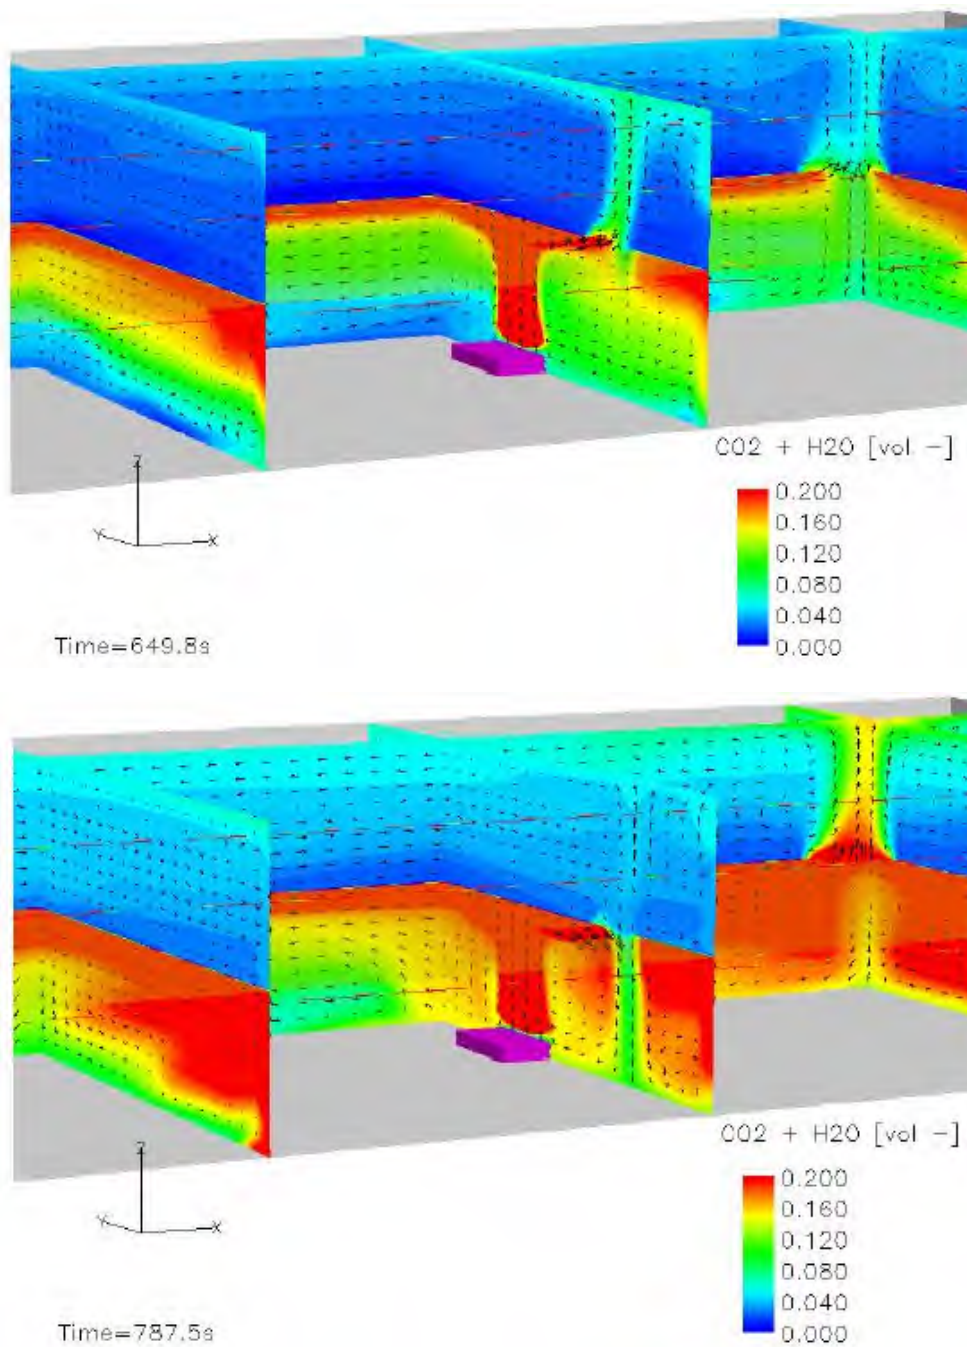 CO2 + H2O [vol -]
0.200
0.160
0.120
0.080
0.040
0.000
Z
Y
X
Time=649.8s
CO2 + H2O [vol -]
0.200
0.160
0.120
0.080
0.040
0.000
Z
Y
X
Time=787.5s